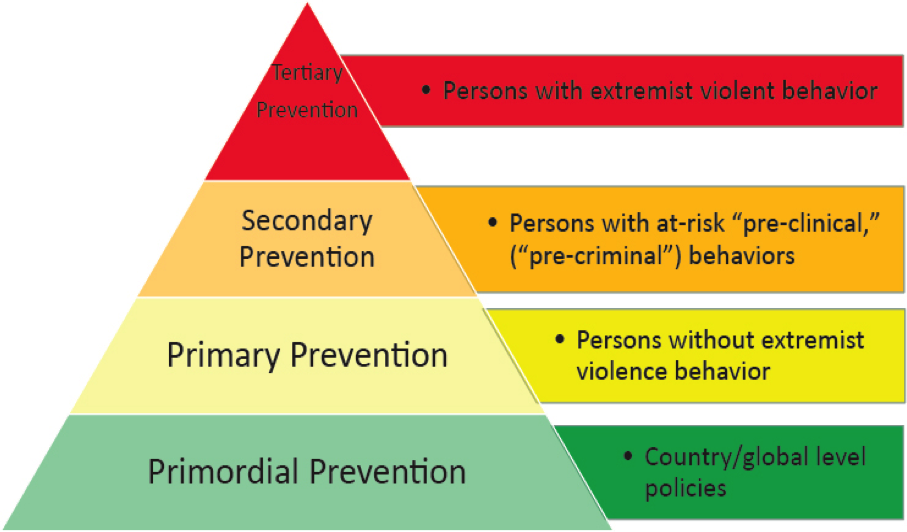 Tertiary
Prevention
• Persons with extremist violent behavior
Secondary
Prevention
• Persons with at-risk “pre-clinical,”
(“pre-criminal”) behaviors
Primary Prevention
• Persons without extremist
violence behavior
Primordial Prevention
• Country/global level
policies